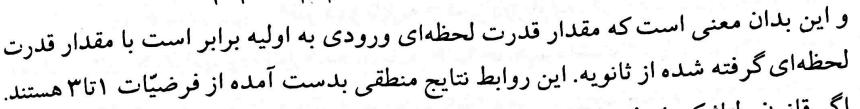 و این بدان معنی است که مقدار قدرت لحظه‌ای ورودی به اولیه برابر است با مقدار قدرت
لحظه‌ای گرفته شده از ثانویه. این روابط نتایج منطقی بدست آمده از فرضیّات ۱تا۳ هستند.